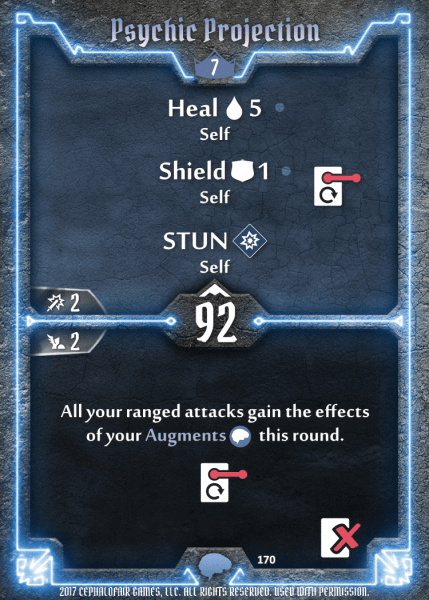 Psychic Projection
7
Heal 5
Self
Shield 1
Self
STUN
Self
2
92
2
All your ranged attacks gain the effects
of your Augments this round.
170
2017 CEPHALOFAIR GAMES, LLC. ALL RIGHTS RESERVED. USED WITH PERMISSION.